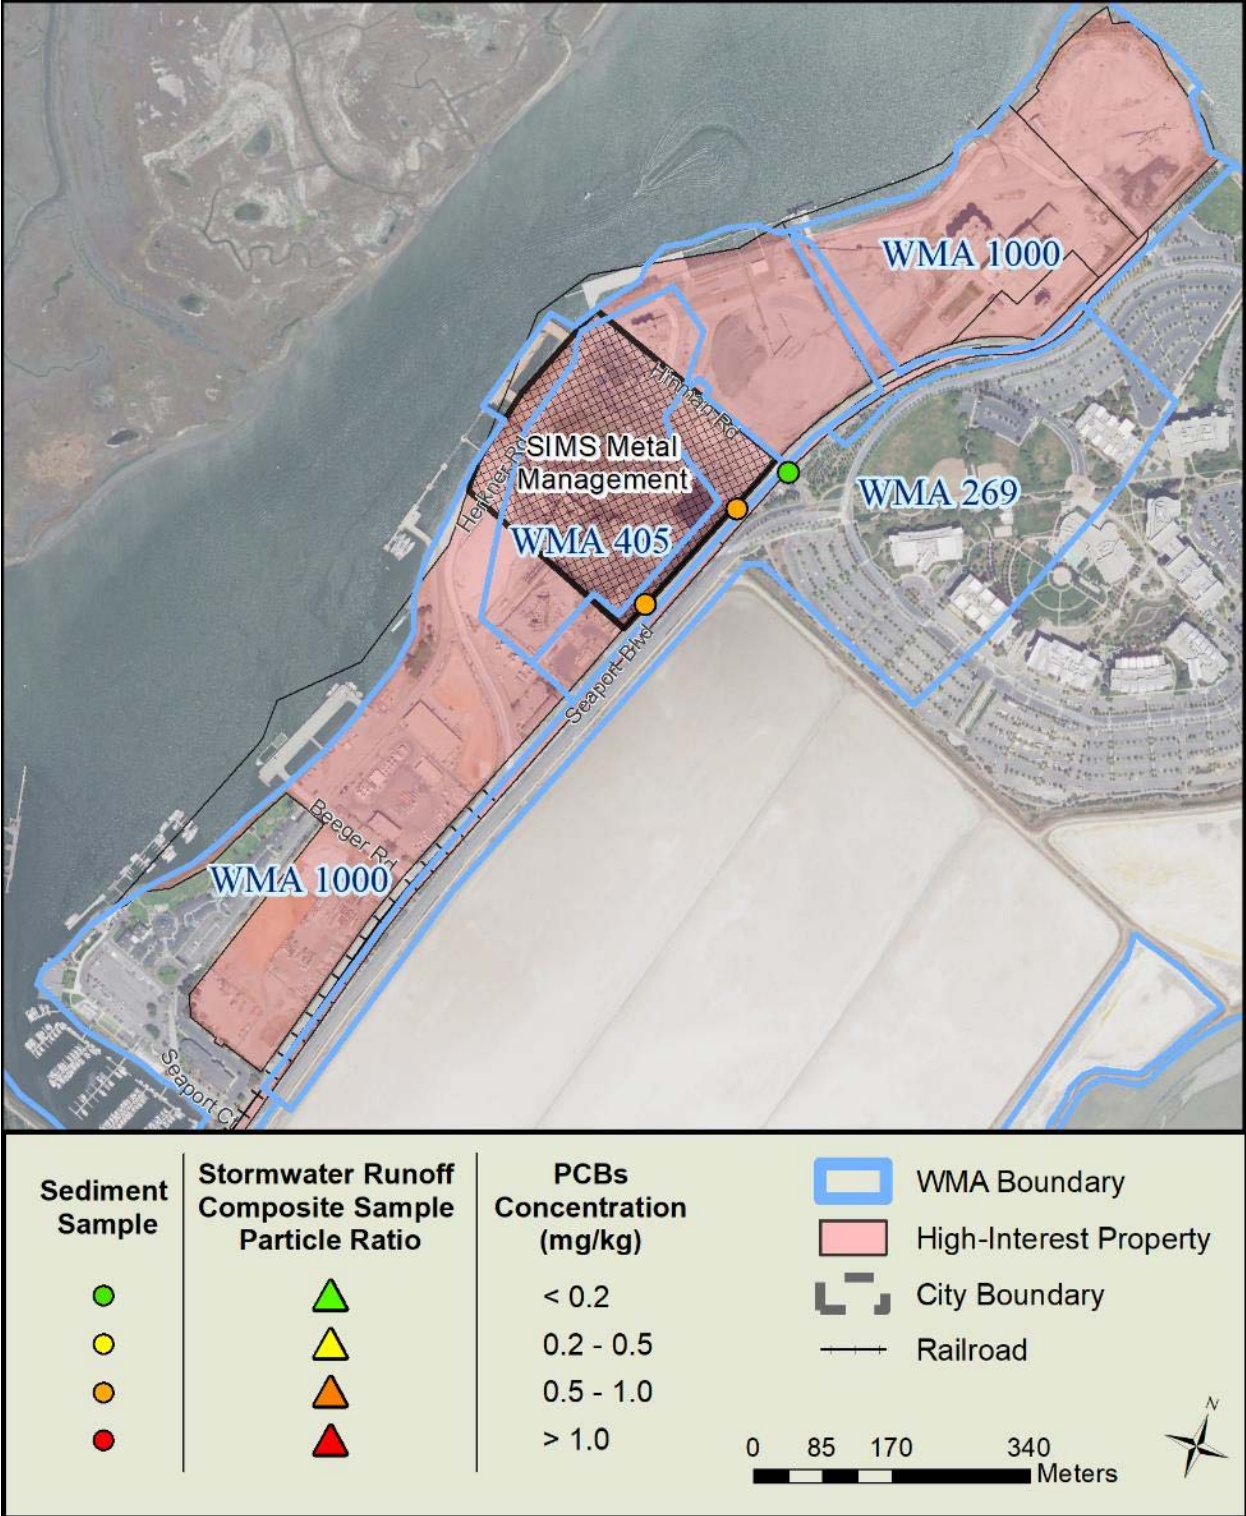 WMA 1000
Hinman Rd
SIMS Metal
Management
Herkner Rd
WMA 269
WMA 405
Seaport Blvd
Beeger Rd
WMA 1000
Seaport Ct
Sediment
Sample
Stormwater Runoff
Composite Sample
Particle Ratio
PCBs
Concentration
(mg/kg)
< 0.2
0.2 - 0.5
0.5 - 1.0
> 1.0
WMA Boundary
High-Interest Property
City Boundary
Railroad
N
0 85 170 340
Meters